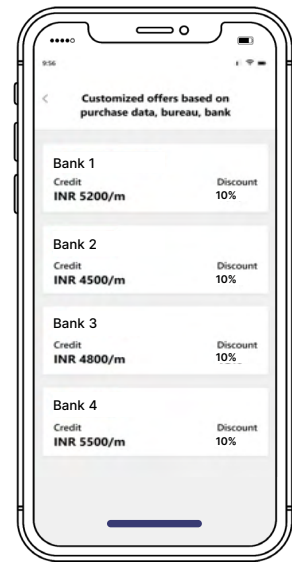 9:56
Customized offers based on
purchase data, bureau, bank
Bank 1
Credit Discount
INR 5200/m 10%
Bank 2
Credit Discount
INR 4500/m 10%
Bank 3
Credit Discount
INR 4800/m 10%
Bank 4
Credit Discount
INR 5500/m 10%